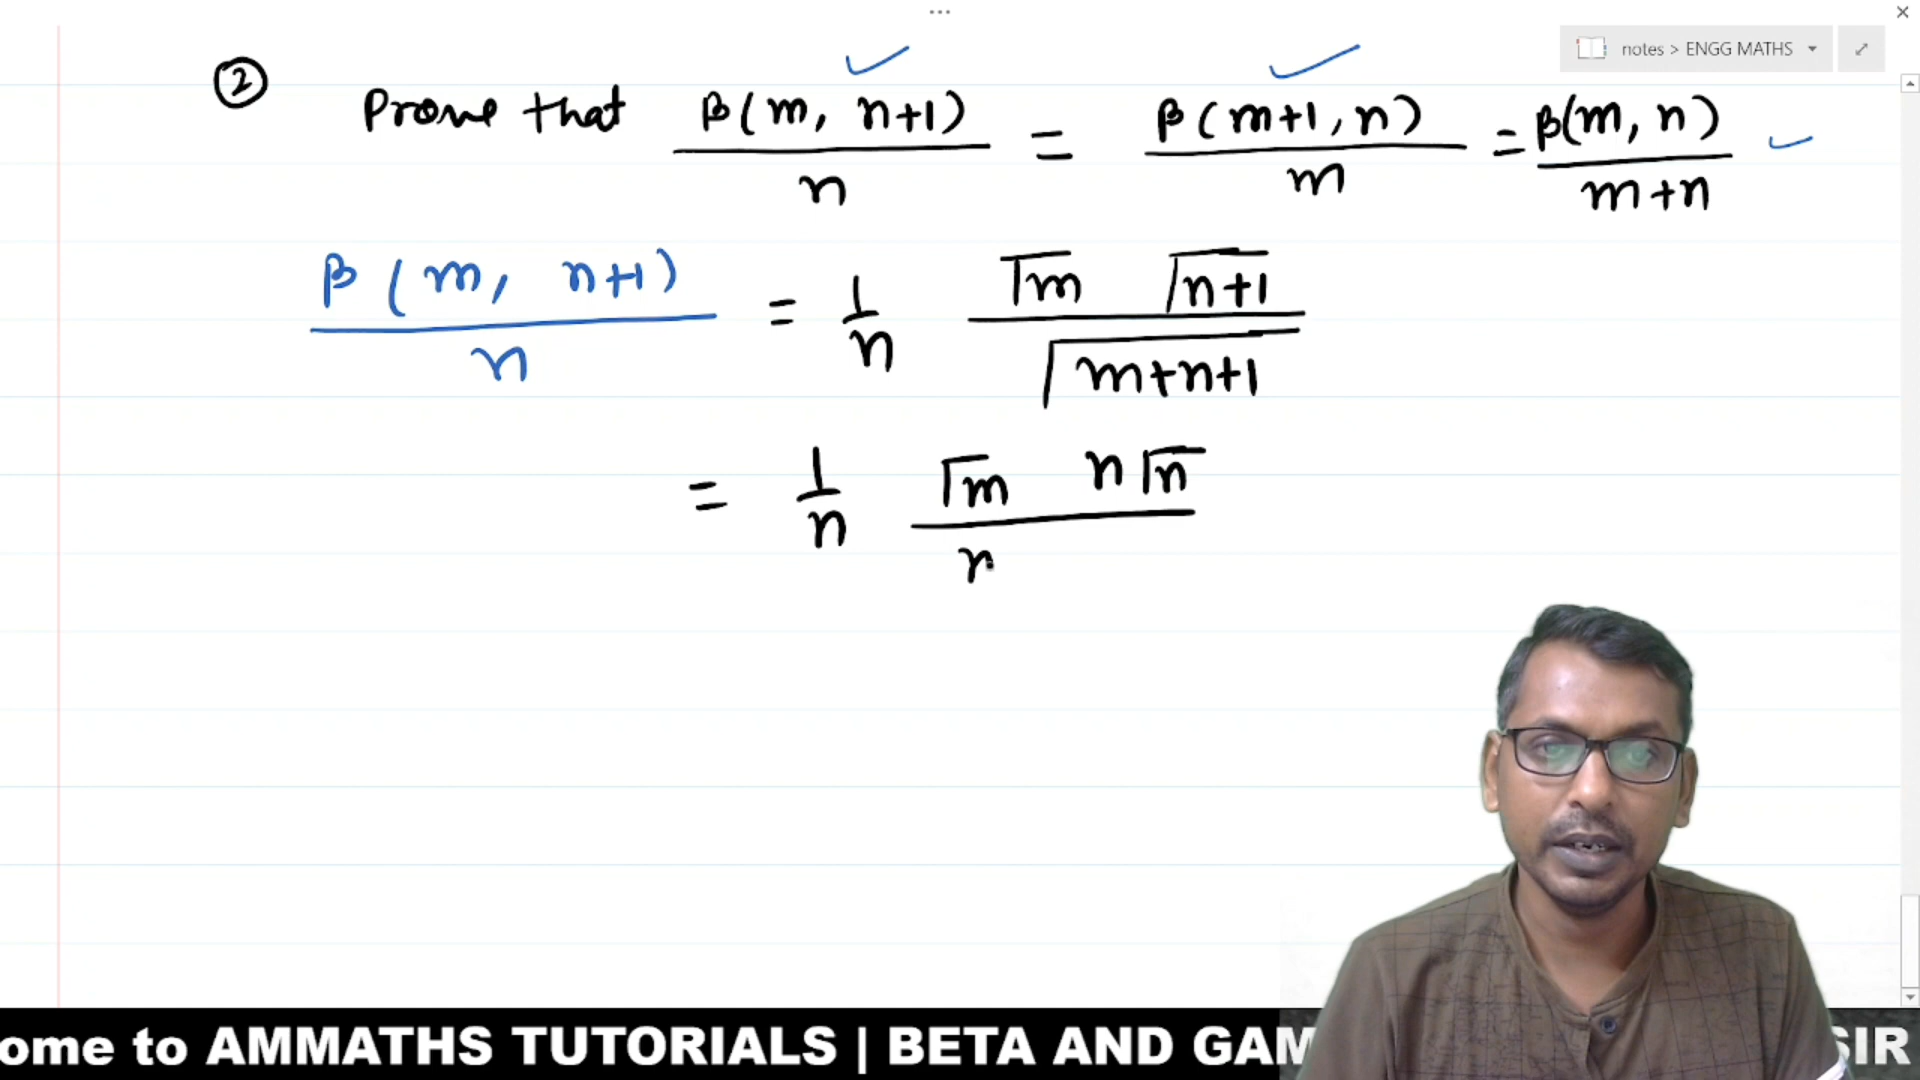 notes > ENGG MATHS
② Prove that β(m, n+1)/n = β(m+1, n)/m = β(m, n)/m+n
β(m, n+1)/n = 1/n Γm Γn+1/Γm+n+1
= 1/n Γm nΓn/
ome to AMMATHS TUTORIALS | BETA AND GAM SIR